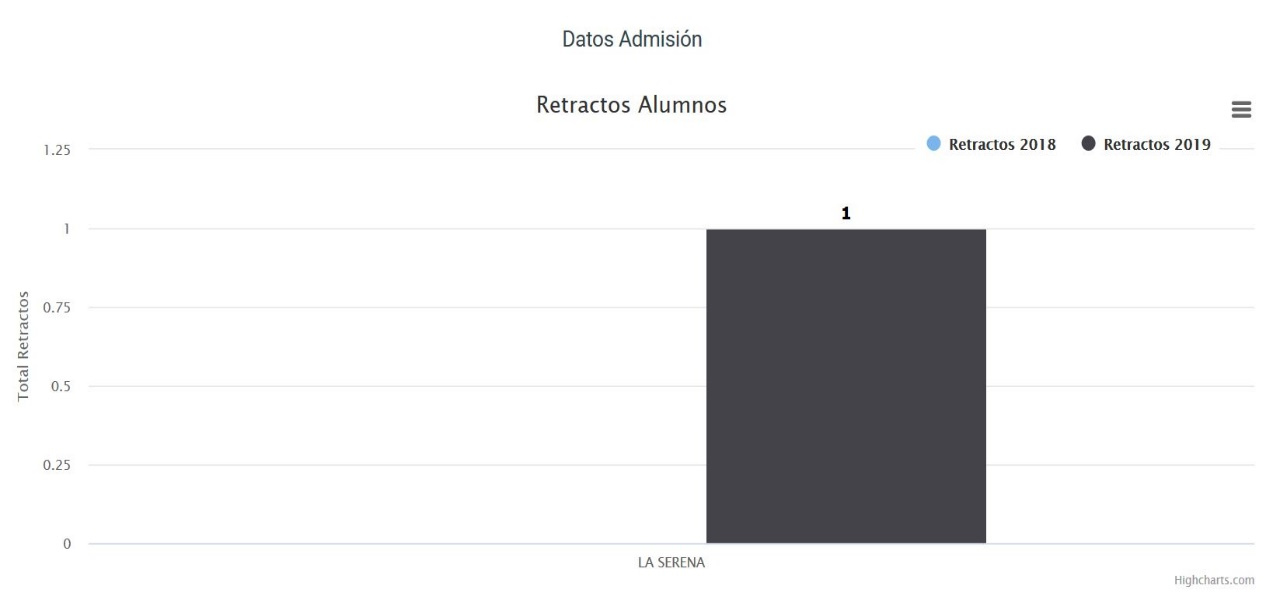 Datos Admisión
Retractos Alumnos
Retractos 2018
Retractos 2019
1.25
1
0.75
0.5
0.25
0
Total Retractos
1
LA SERENA
Highcharts.com